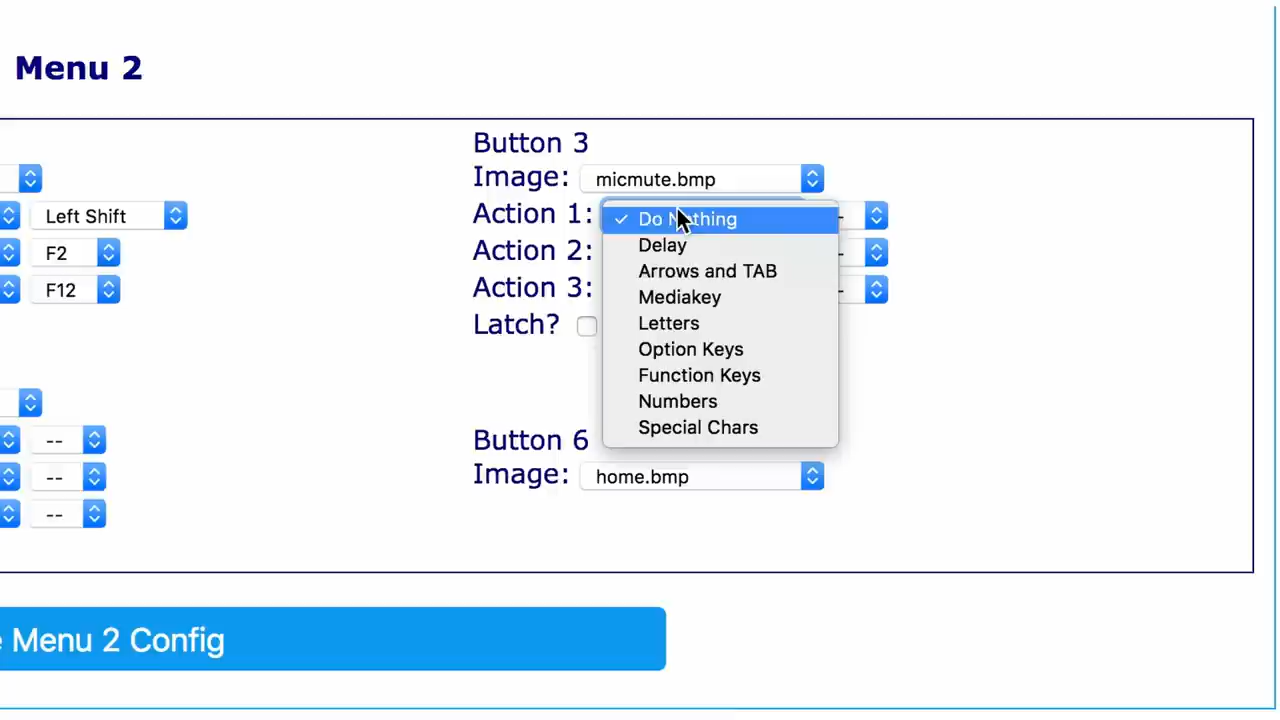 Menu 2
Button 3
Image: micmute.bmp
Left Shift
Action 1: Do Nothing
Delay
F2
Action 2:
Arrows and TAB
F12
Action 3:
Mediakey
Latch?
Letters
Option Keys
Function Keys
Numbers
Special Chars
--
Button 6
--
Image: home.bmp
--
Menu 2 Config